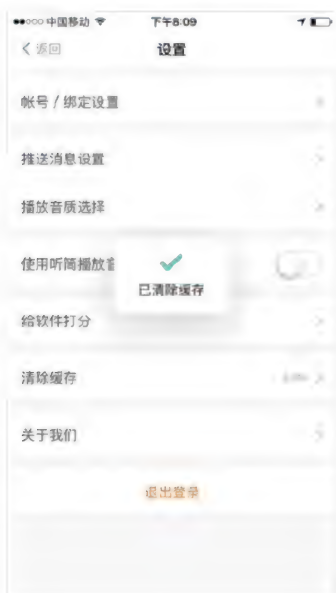 中国移动 下午8:09
返回 设置
帐号 / 绑定设置
推送消息设置
播放音质选择
使用听筒播放音
已清除缓存
给软件打分
清除缓存
关于我们
退出登录